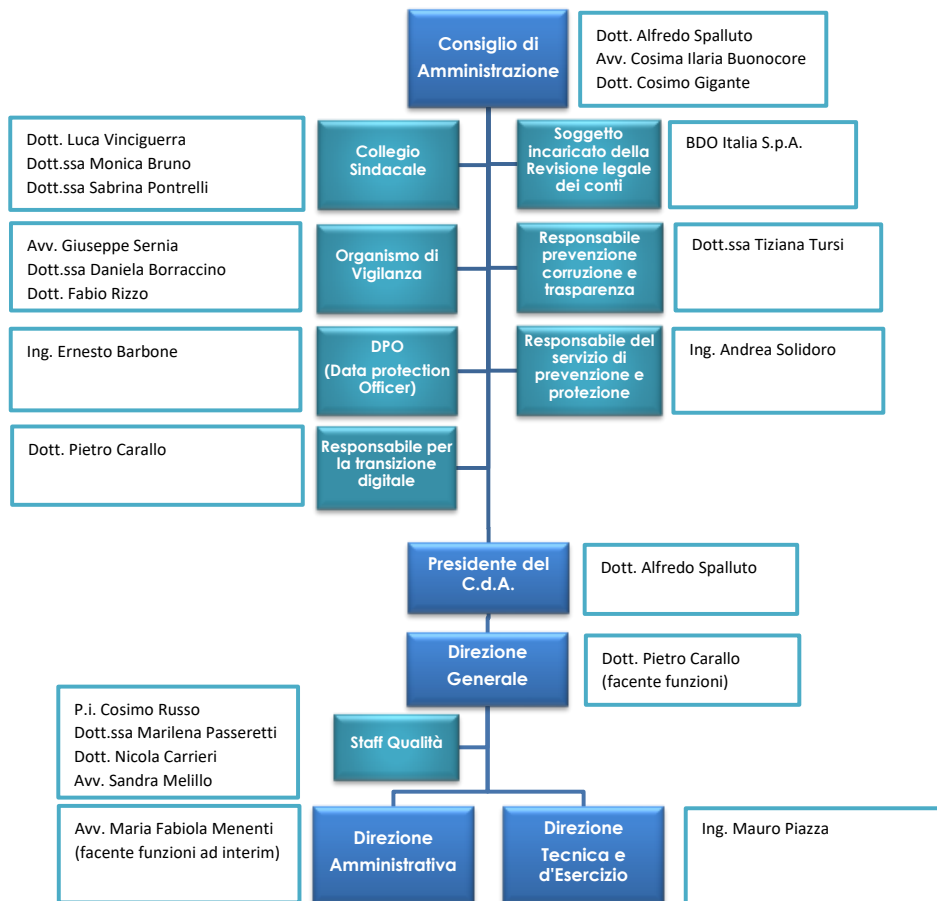 Consiglio di
Amministrazione
Dott. Alfredo Spalluto
Avv. Cosima Ilaria Buonocore
Dott. Cosimo Gigante
Dott. Luca Vinciguerra
Dott.ssa Monica Bruno
Dott.ssa Sabrina Pontrelli
Collegio
Sindacale
Soggetto
incaricato della
Revisione legale
dei conti
BDO Italia S.p.A.
Avv. Giuseppe Sernia
Dott.ssa Daniela Borraccino
Dott. Fabio Rizzo
Organismo di
Vigilanza
Responsabile
prevenzione
corruzione e
trasparenza
Dott.ssa Tiziana Tursi
Ing. Ernesto Barbone
DPO
(Data protection
Officer)
Responsabile del
servizio di
prevenzione e
protezione
Ing. Andrea Solidoro
Dott. Pietro Carallo
Responsabile per
la transizione
digitale
Presidente del
C.d.A.
Dott. Alfredo Spalluto
Direzione
Generale
Dott. Pietro Carallo
(facente funzioni)
P.i. Cosimo Russo
Dott.ssa Marilena Passeretti
Dott. Nicola Carrieri
Avv. Sandra Melillo
Staff Qualità
Avv. Maria Fabiola Menenti
(facente funzioni ad interim)
Direzione
Amministrativa
Direzione
Tecnica e
d'Esercizio
Ing. Mauro Piazza